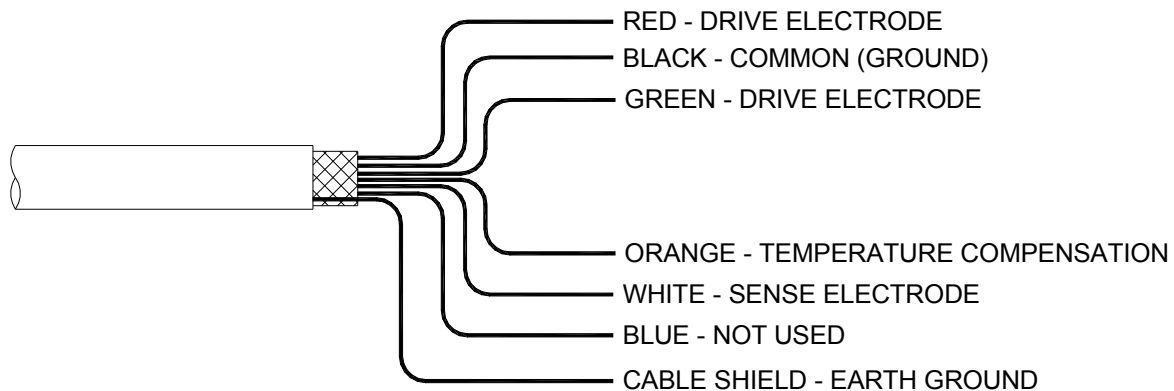 RED - DRIVE ELECTRODE
BLACK - COMMON (GROUND)
GREEN - DRIVE ELECTRODE
ORANGE - TEMPERATURE COMPENSATION
WHITE - SENSE ELECTRODE
BLUE - NOT USED
CABLE SHIELD - EARTH GROUND